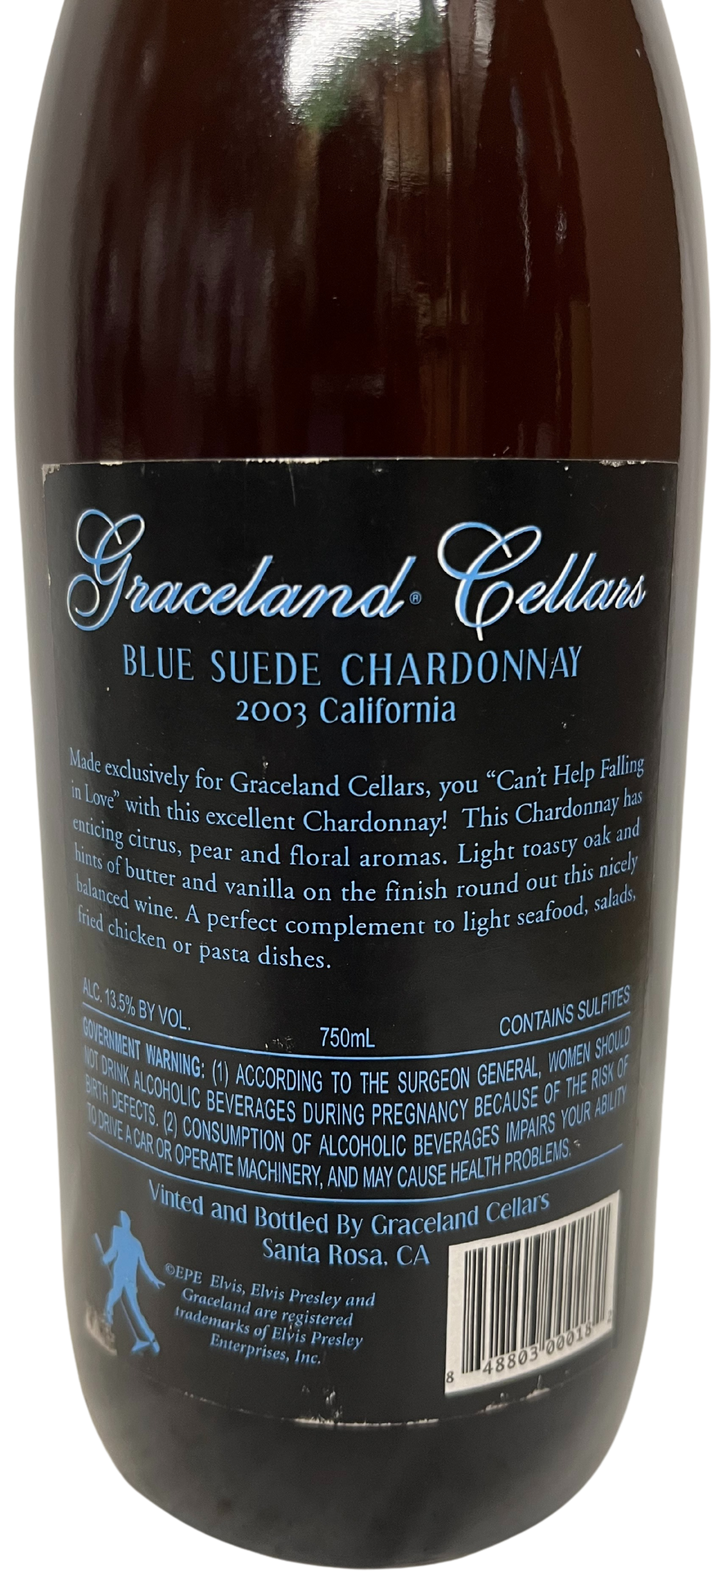 Graceland® Cellars
BLUE SUEDE CHARDONNAY
2003 California
Made exclusively for Graceland Cellars, you “Can’t Help Falling
in Love” with this excellent Chardonnay! This Chardonnay has
enticing citrus, pear and floral aromas. Light toasty oak and
hints of butter and vanilla on the finish round out this nicely
balanced wine. A perfect complement to light seafood, salads,
fried chicken or pasta dishes.
ALC. 13.5% BY VOL. 750mL CONTAINS SULFITES
GOVERNMENT WARNING: (1) ACCORDING TO THE SURGEON GENERAL, WOMEN SHOULD
NOT DRINK ALCOHOLIC BEVERAGES DURING PREGNANCY BECAUSE OF THE RISK OF
BIRTH DEFECTS. (2) CONSUMPTION OF ALCOHOLIC BEVERAGES IMPAIRS YOUR ABILITY
TO DRIVE A CAR OR OPERATE MACHINERY, AND MAY CAUSE HEALTH PROBLEMS.
Vinted and Bottled By Graceland Cellars
Santa Rosa, CA
©EPE Elvis, Elvis Presley and
Graceland are registered
trademarks of Elvis Presley
Enterprises, Inc.
8 48803 00018 2